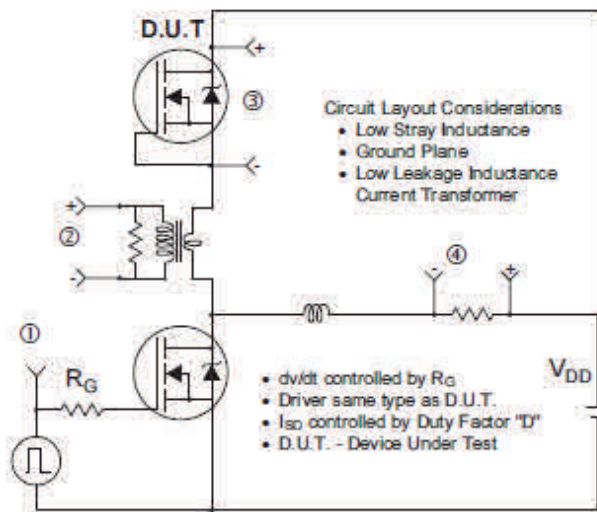 D.U.T
+
③
-
Circuit Layout Considerations
• Low Stray Inductance
• Ground Plane
• Low Leakage Inductance
Current Transformer
+
②
-
④
- +
①
RG
VDD
• dv/dt controlled by RG
• Driver same type as D.U.T.
• ISD controlled by Duty Factor "D"
• D.U.T. - Device Under Test